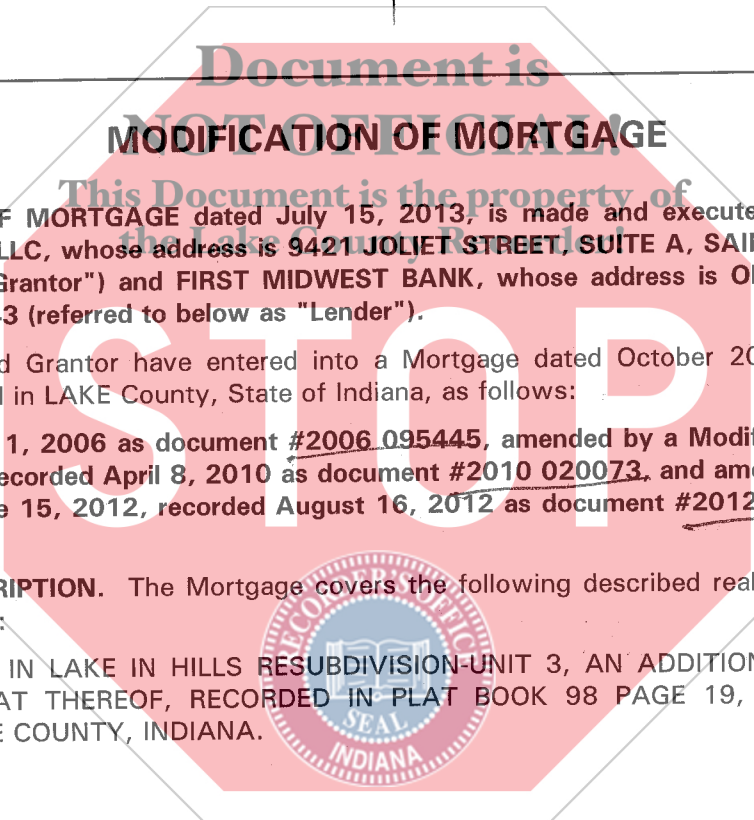 Document is
NOT OFFICIAL!
MODIFICATION OF MORTGAGE
This Document is the property of
the Lake County Recorder!
F MORTGAGE dated July 15, 2013, is made and execute
LLC, whose address is 9421 JOLIET STREET, SUITE A, SAI
Grantor") and FIRST MIDWEST BANK, whose address is O
3 (referred to below as "Lender").
d Grantor have entered into a Mortgage dated October 20
in LAKE County, State of Indiana, as follows:
1, 2006 as document #2006 095445, amended by a Modif
ecorded April 8, 2010 as document #2010 020073, and am
e 15, 2012, recorded August 16, 2012 as document #2012
STOP
RIPTION. The Mortgage covers the following described real
:
IN LAKE IN HILLS RESUBDIVISION-UNIT 3, AN ADDITION
AT THEREOF, RECORDED IN PLAT BOOK 98 PAGE 19,
E COUNTY, INDIANA.
RECORDER'S OFFICE
SEAL
INDIANA